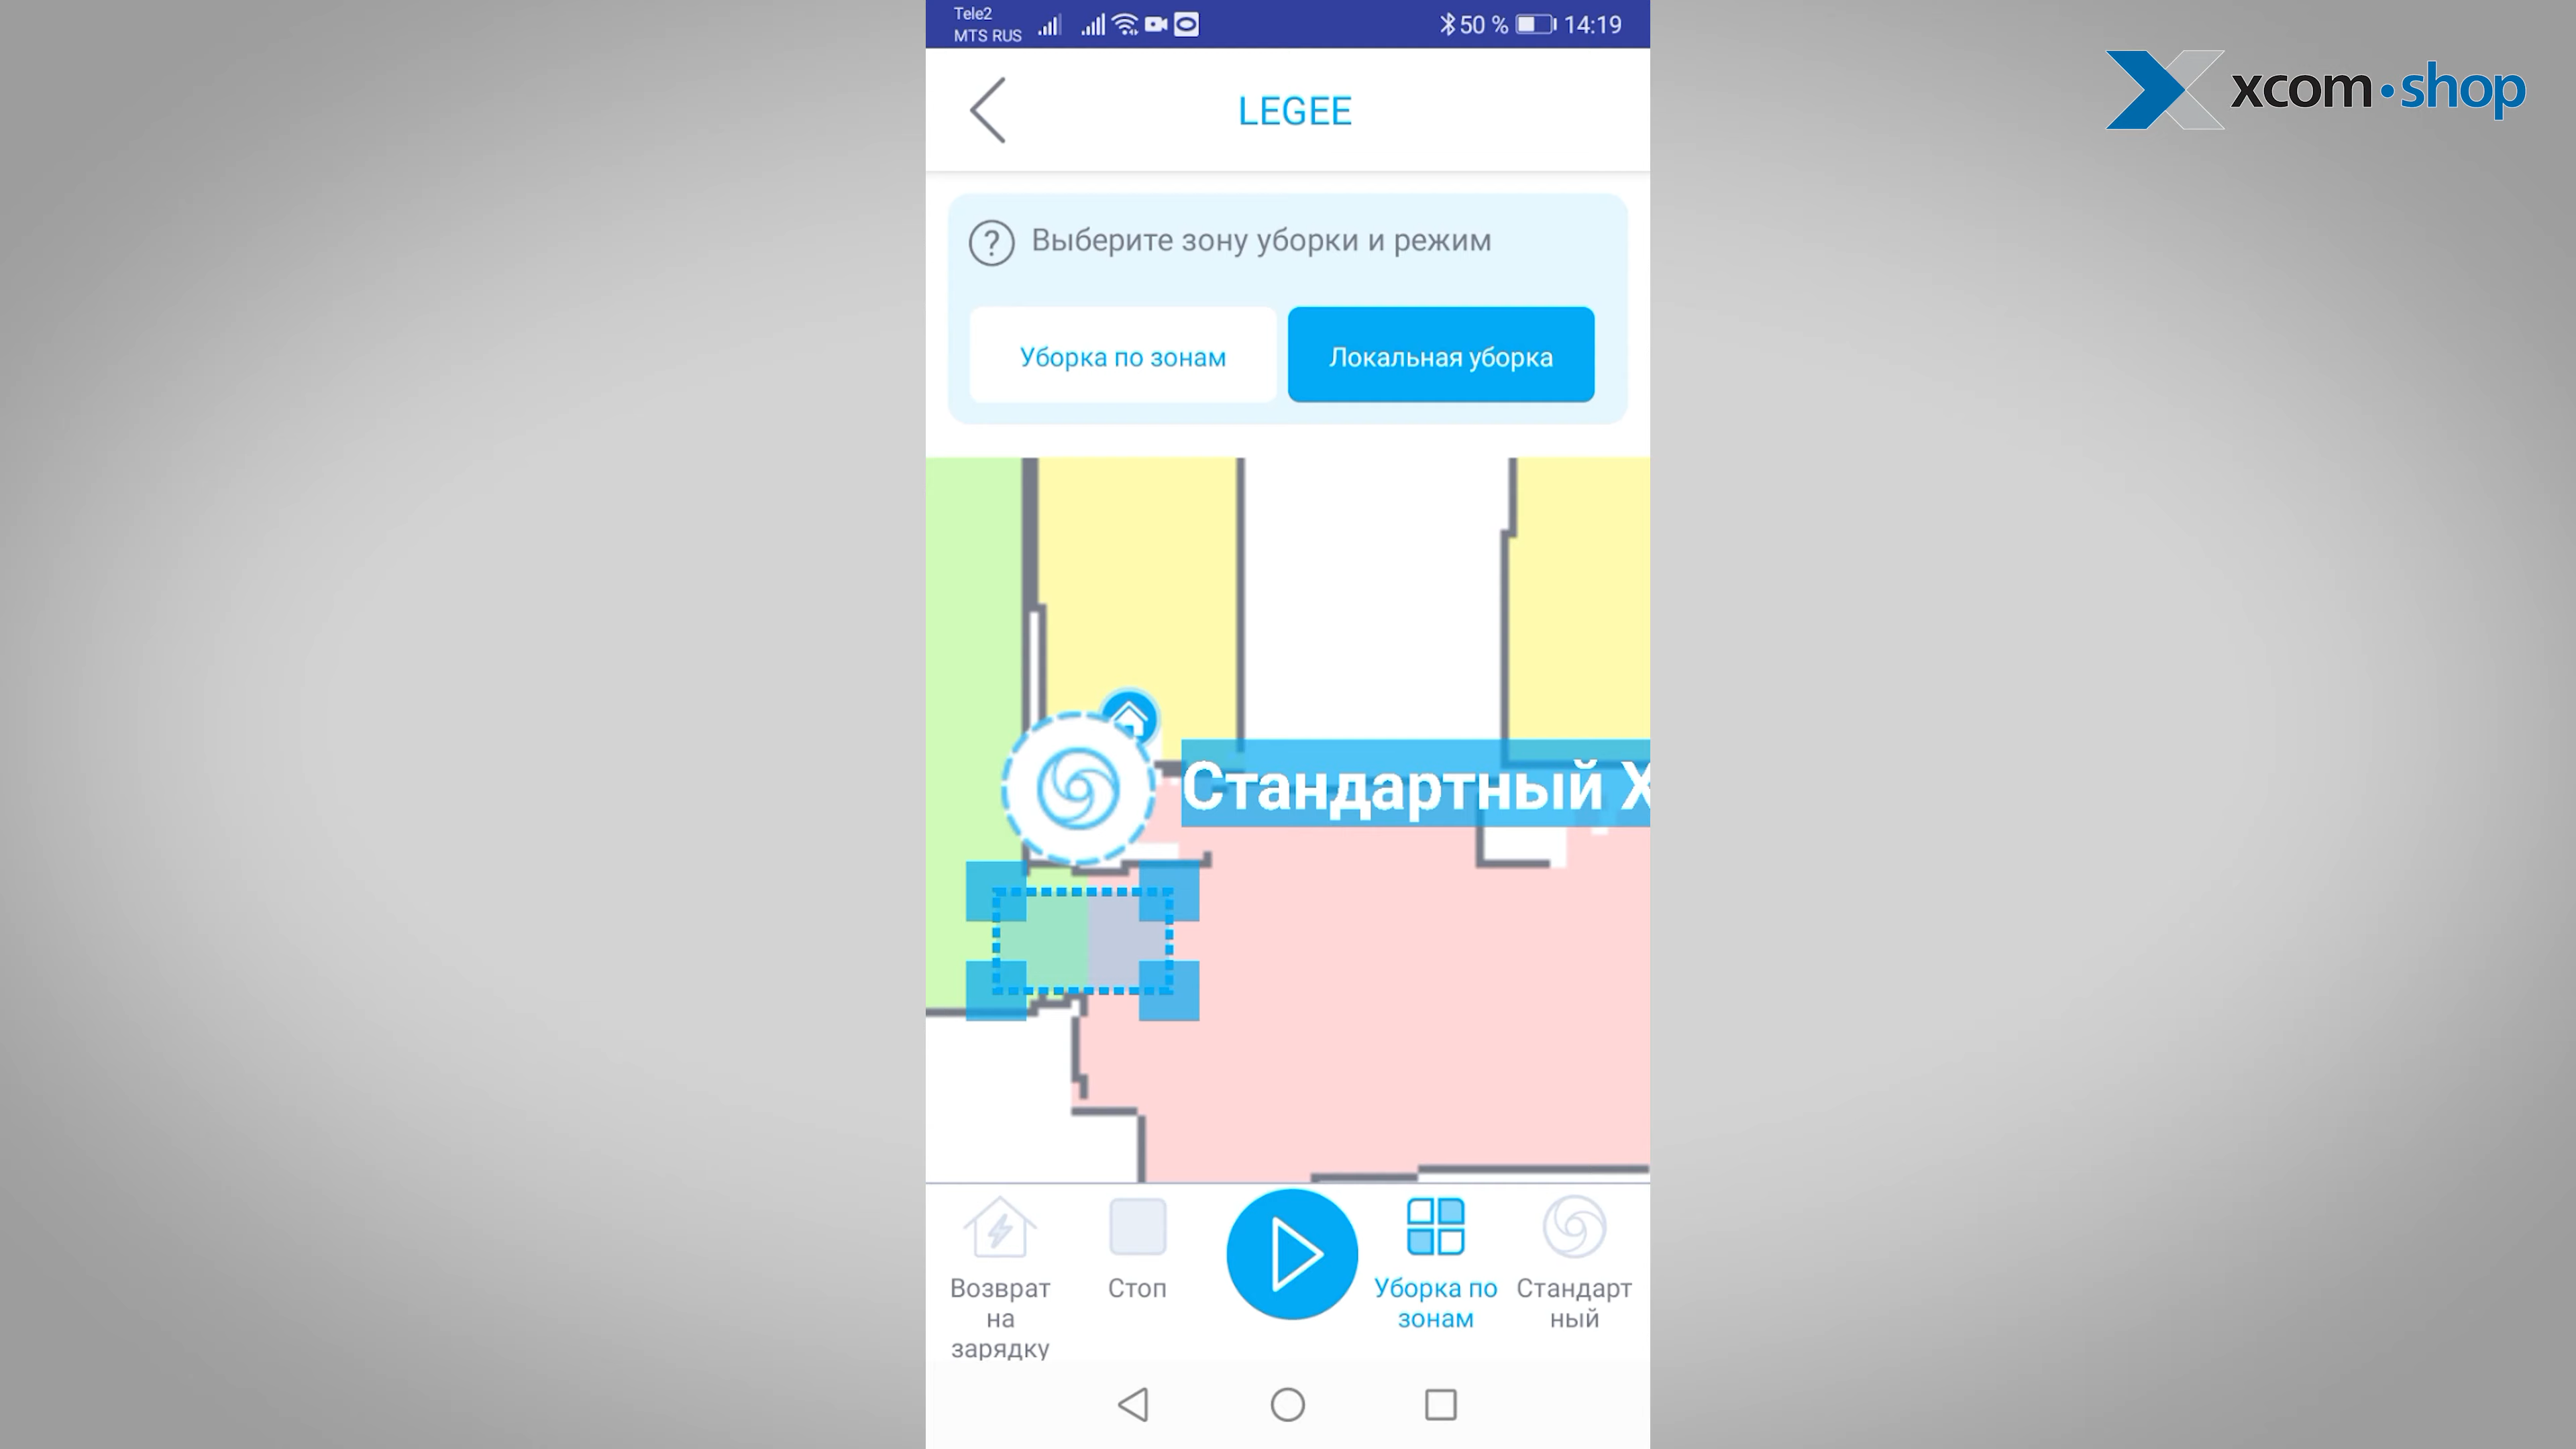 Tele2
MTS RUS
50 %
14:19
xcom•shop
LEGEE
? Выберите зону уборки и режим
Уборка по зонам
Локальная уборка
Стандартный X
Возврат
на
зарядку
Стоп
Уборка по
зонам
Стандарт
ный